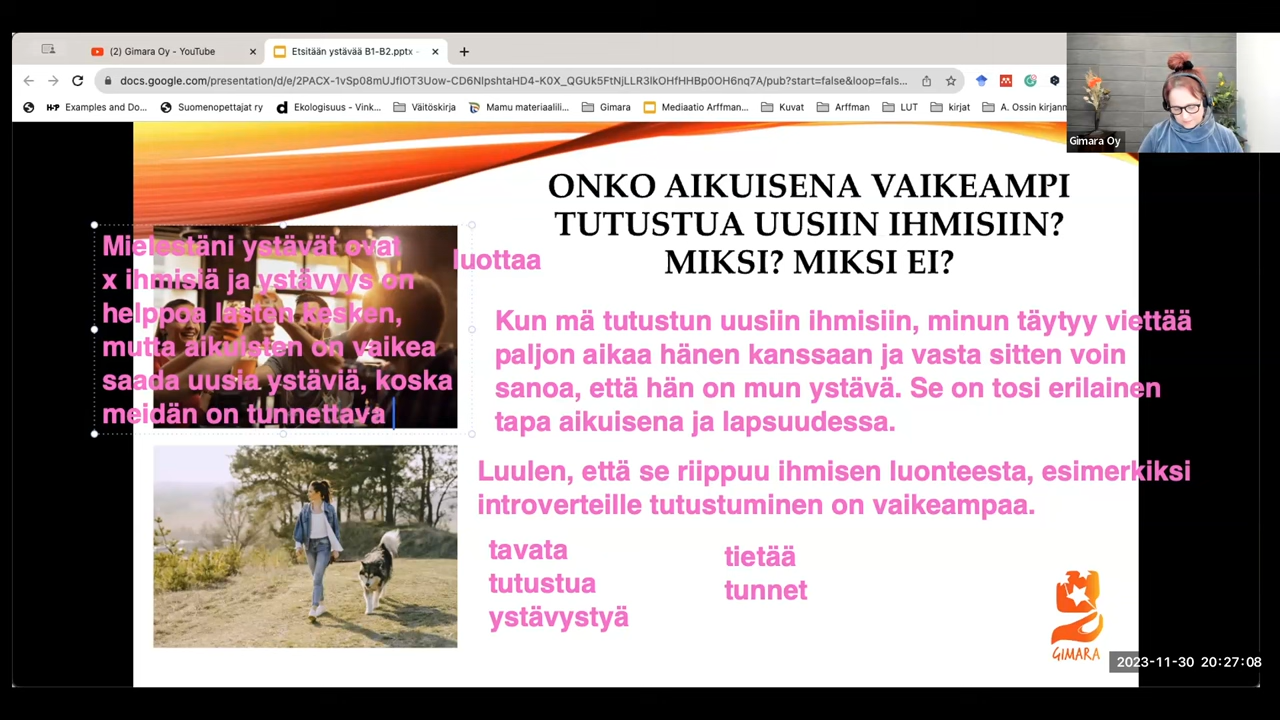 (2) Gimara Oy - YouTube
Etsitään ystävää B1-B2.pptx -
docs.google.com/presentation/d/e/2PACX-1vSp08mUJflOT3Uow-CD6NlpshtaHD4-K0X_QGUk5FtNjLLR3lkOHfHHBp0OH6nq7A/pub?start=false&loop=fals...
Examples and Do...
Suomenopettajat ry
Ekologisuus - Vink...
Väitöskirja
Mamu materiaalil...
Gimara
Mediaatio Arffman...
Kuvat
Arffman
LUT
kirjat
A. Ossin kirjann
Gimara Oy
ONKO AIKUISENA VAIKEAMPI
TUTUSTUA UUSIIN IHMISIIN?
MIKSI? MIKSI EI?
Mielestäni ystävät ovat
x ihmisiä ja ystävyys on
helppoa lasten kesken,
mutta aikuisten on vaikea
saada uusia ystäviä, koska
meidän on tunnettava
luottaa
Kun mä tutustun uusiin ihmisiin, minun täytyy viettää
paljon aikaa hänen kanssaan ja vasta sitten voin
sanoa, että hän on mun ystävä. Se on tosi erilainen
tapa aikuisena ja lapsuudessa.
Luulen, että se riippuu ihmisen luonteesta, esimerkiksi
introverteille tutustuminen on vaikeampaa.
tavata
tutustua
ystävystyä
tietää
tunnet
GIMARA
2023-11-30 20:27:08